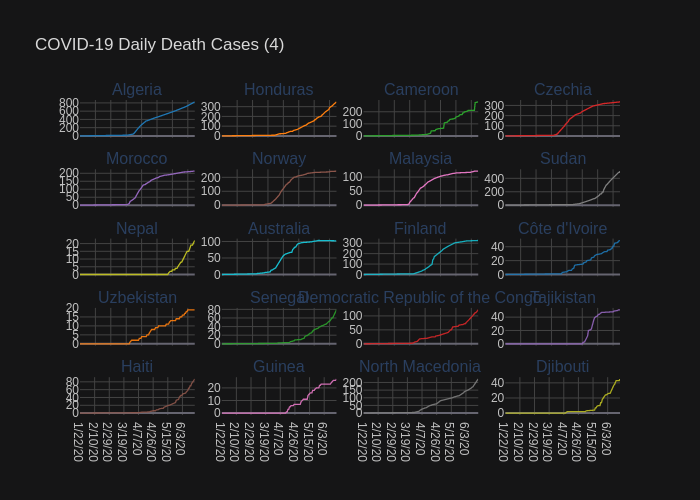 COVID-19 Daily Death Cases (4)
Algeria Honduras Cameroon Czechia
800 600 400 200 0
300 200 100 0
200 100 0
300 200 100 0
Morocco Norway Malaysia Sudan
200 150 100 50 0
200 100 0
100 50 0
400 200 0
Nepal Australia Finland Côte d'Ivoire
20 15 10 5 0
100 50 0
300 200 100 0
40 20 0
Uzbekistan Senegal Democratic Republic of the Congo Tajikistan
20 15 10 5 0
80 60 40 20 0
100 50 0
40 20 0
Haiti Guinea North Macedonia Djibouti
80 60 40 20 0
20 10 0
200 150 100 50 0
40 20 0
1/22/20 2/10/20 2/29/20 3/19/20 4/7/20 4/26/20 5/15/20 6/3/20
1/22/20 2/10/20 2/29/20 3/19/20 4/7/20 4/26/20 5/15/20 6/3/20
1/22/20 2/10/20 2/29/20 3/19/20 4/7/20 4/26/20 5/15/20 6/3/20
1/22/20 2/10/20 2/29/20 3/19/20 4/7/20 4/26/20 5/15/20 6/3/20